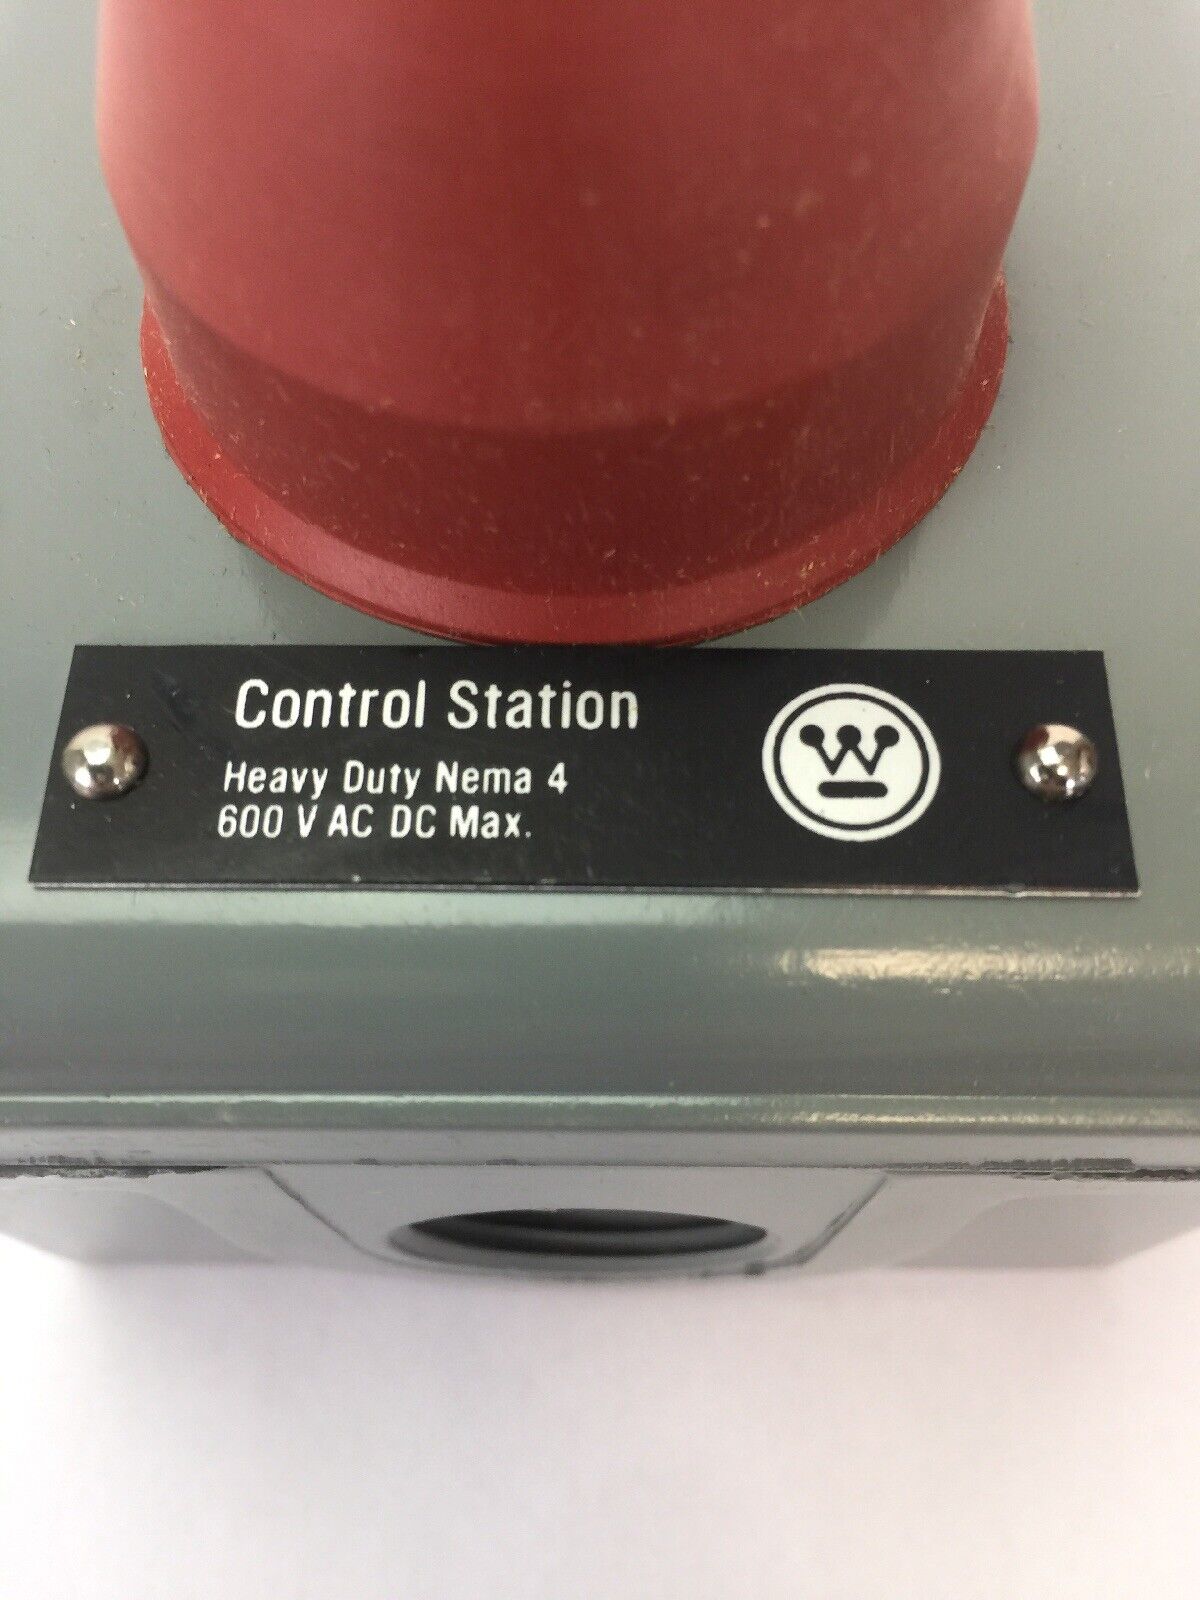 Control Station
Heavy Duty Nema 4
600 V AC DC Max.
W